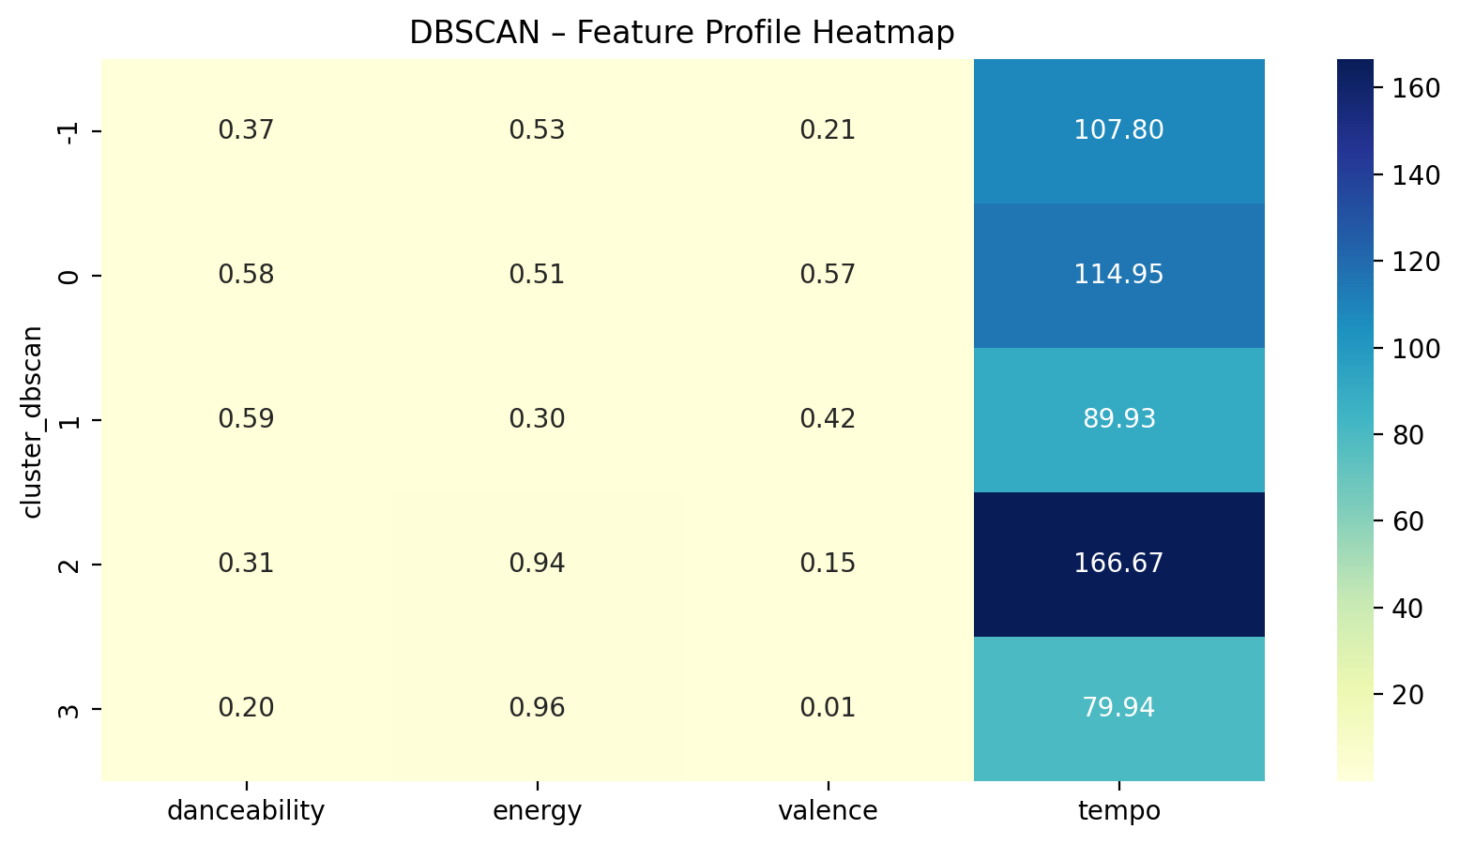 DBSCAN – Feature Profile Heatmap
cluster_dbscan
-1 0.37 0.53 0.21 107.80
0 0.58 0.51 0.57 114.95
1 0.59 0.30 0.42 89.93
2 0.31 0.94 0.15 166.67
3 0.20 0.96 0.01 79.94
danceability energy valence tempo
160
140
120
100
80
60
40
20